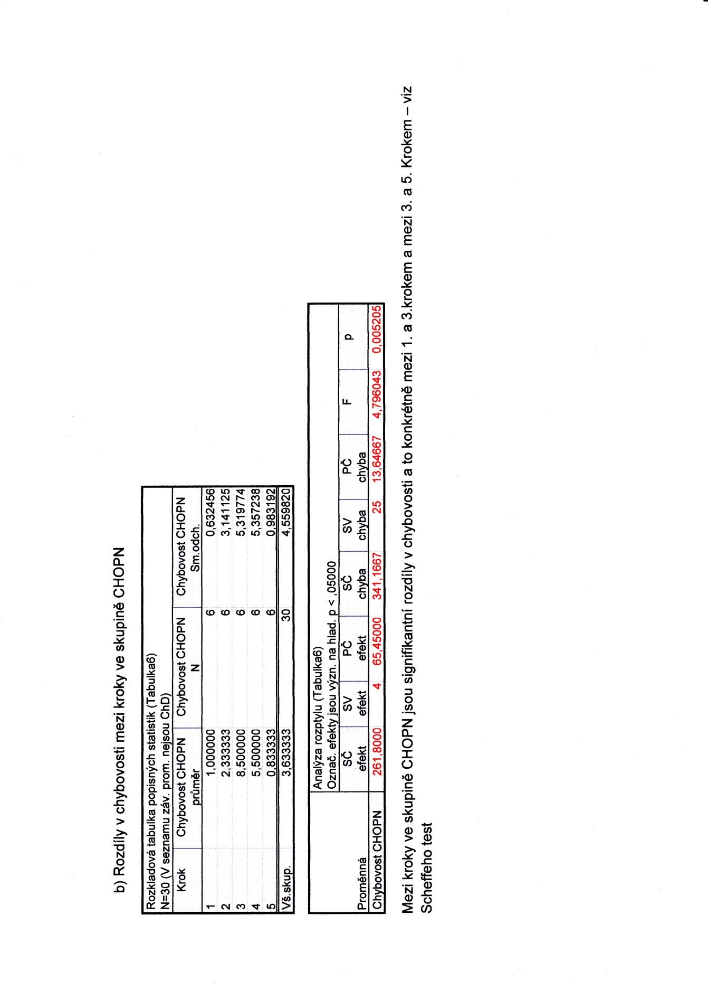 b) Rozdíly v chybovosti mezi kroky ve skupině CHOPN
Rozkladová tabulka popisných statistik (Tabulka6)
N=30 (V seznamu záv. prom. nejsou ChD)
Krok Chybovost CHOPN průměr Chybovost CHOPN N Chybovost CHOPN Sm.odch.
1 1,000000 6 0,632456
2 2,333333 6 3,141125
3 8,500000 6 5,319774
4 5,500000 6 5,357238
5 0,833333 6 0,983192
Vš.skup. 3,633333 30 4,559820
Analýza rozptylu (Tabulka6)
Označ. efekty jsou význ. na hlad. p < ,05000
Proměnná SČ efekt SV efekt PČ efekt SČ chyba SV chyba PČ chyba F p
Chybovost CHOPN 261,8000 4 65,45000 341,1667 25 13,64667 4,796043 0,005205
Mezi kroky ve skupině CHOPN jsou signifikantní rozdíly v chybovosti a to konkrétně mezi 1. a 3.krokem a mezi 3. a 5. Krokem – viz
Scheffeho test